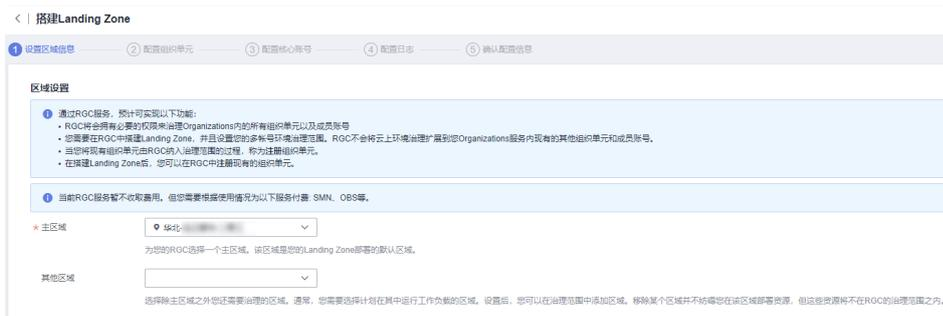 搭建Landing Zone
1 设置区域信息 2 配置组织单元 3 配置核心账号 4 配置日志 5 确认配置信息
区域设置
通过RGC服务，预计可实现以下功能：
• RGC将会拥有必要的权限来治理Organizations内的所有组织单元以及成员账号
• 您需要在RGC中搭建Landing Zone，并且设置您的多帐号环境治理范围。RGC不会将云上环境治理扩展到您Organizations服务内现有的其他组织单元和成员账号。
• 当您将现有组织单元由RGC纳入治理范围的过程，称为注册组织单元。
• 在搭建Landing Zone后，您可以在RGC中注册现有的组织单元。
当前RGC服务暂不收取费用。但您需要根据使用情况为以下服务付费: SMN、OBS等。
* 主区域 华北-
为您的RGC选择一个主区域。该区域是您的Landing Zone部署的默认区域。
其他区域
选择除主区域之外您还需要治理的区域。通常，您需要选择计划在其中运行工作负载的区域。设置后，您可以在治理范围中添加区域。移除某个区域并不妨碍您在该区域部署资源，但这些资源将不在RGC的治理范围之内。